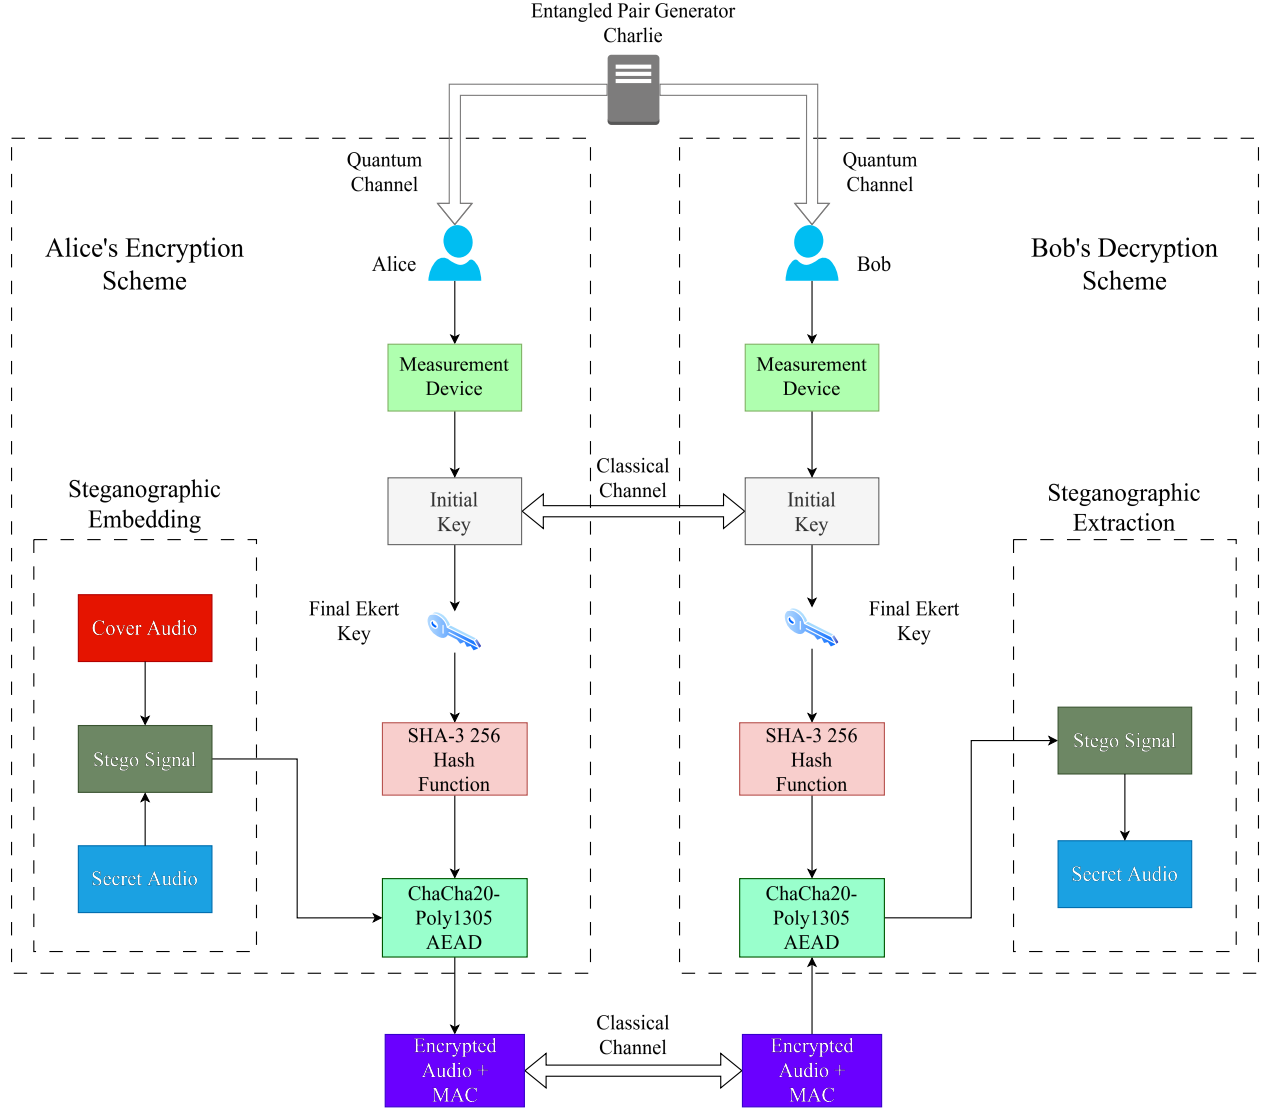 Entangled Pair Generator
Charlie
Quantum
Channel
Quantum
Channel
Alice's Encryption
Scheme
Alice
Bob
Bob's Decryption
Scheme
Measurement
Device
Measurement
Device
Classical
Channel
Initial
Key
Initial
Key
Steganographic
Embedding
Steganographic
Extraction
Final Ekert
Key
Final Ekert
Key
Cover Audio
Stego Signal
Secret Audio
SHA-3 256
Hash
Function
SHA-3 256
Hash
Function
Stego Signal
Secret Audio
ChaCha20-
Poly1305
AEAD
ChaCha20-
Poly1305
AEAD
Classical
Channel
Encrypted
Audio +
MAC
Encrypted
Audio +
MAC